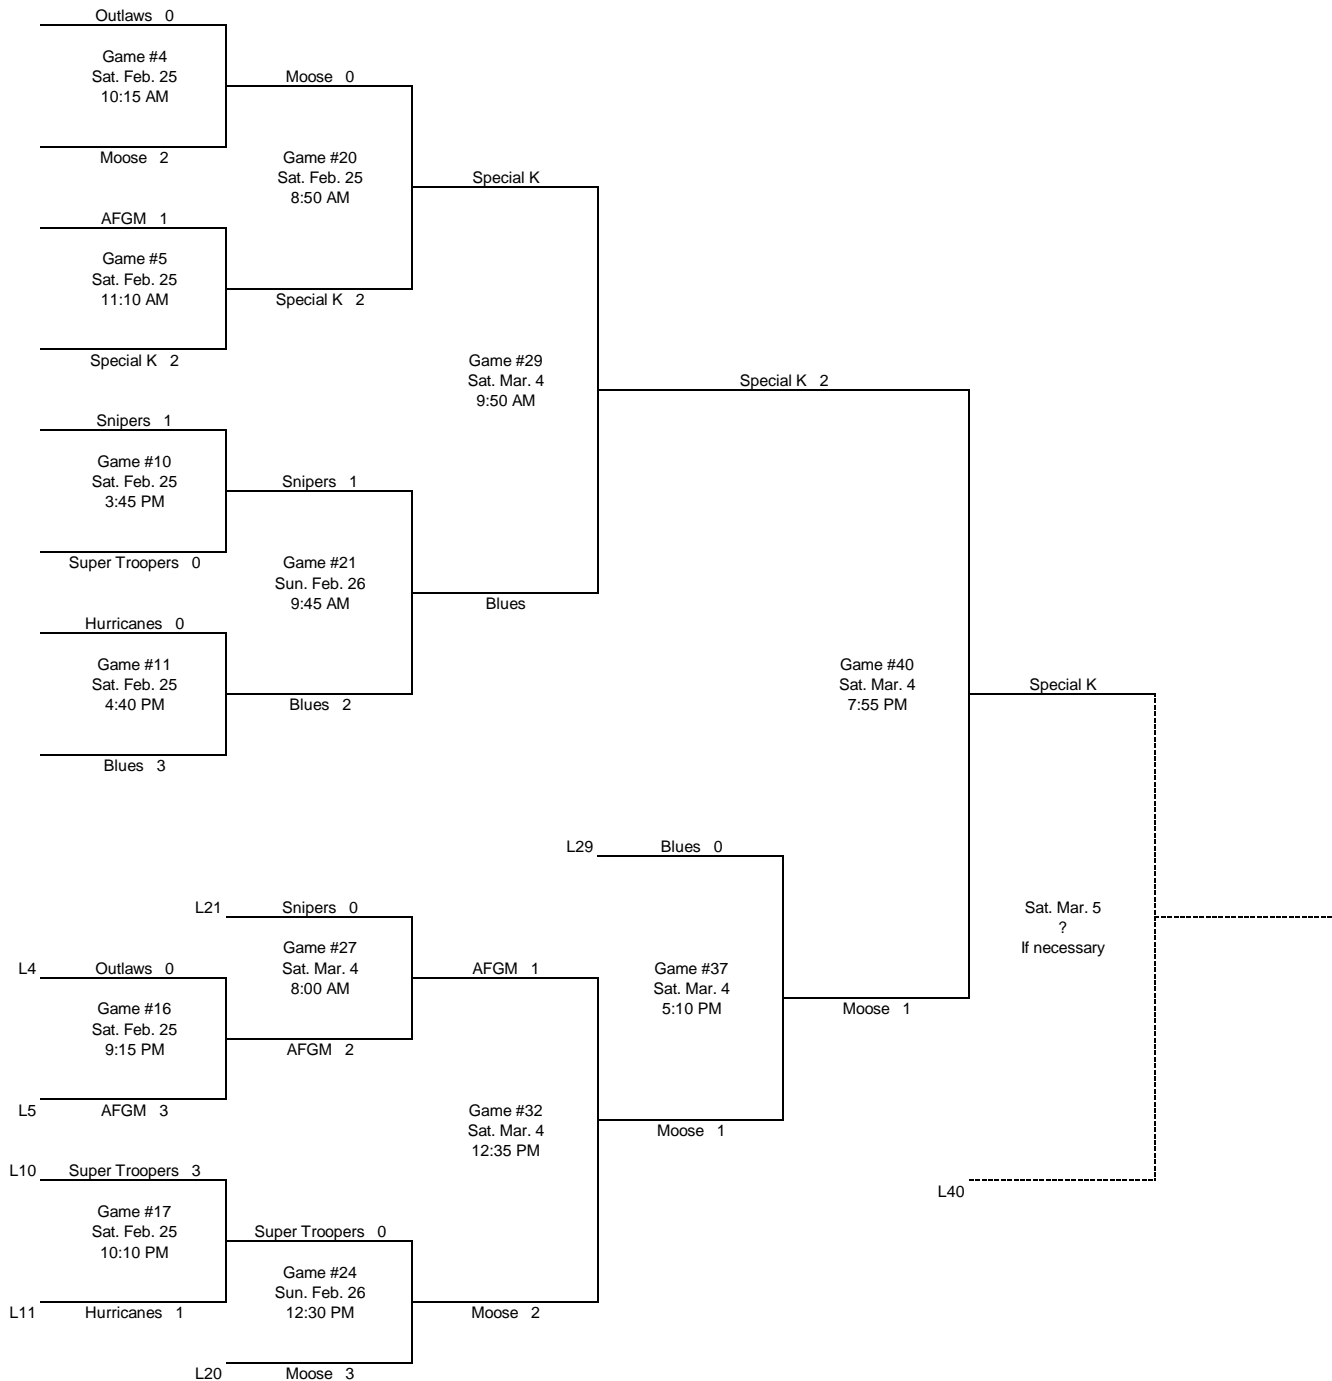 Outlaws 0
Game #4
Sat. Feb. 25
10:15 AM
Moose 2
Moose 0
Game #20
Sat. Feb. 25
8:50 AM
AFGM 1
Game #5
Sat. Feb. 25
11:10 AM
Special K 2
Special K 2
Special K
Game #29
Sat. Mar. 4
9:50 AM
Snipers 1
Game #10
Sat. Feb. 25
3:45 PM
Super Troopers 0
Snipers 1
Game #21
Sun. Feb. 26
9:45 AM
Hurricanes 0
Game #11
Sat. Feb. 25
4:40 PM
Blues 3
Blues 2
Blues
Special K 2
Game #40
Sat. Mar. 4
7:55 PM
Special K
L29
Blues 0
L21
Snipers 0
Game #27
Sat. Mar. 4
8:00 AM
L4
Outlaws 0
Game #16
Sat. Feb. 25
9:15 PM
L5
AFGM 3
AFGM 2
AFGM 1
Game #37
Sat. Mar. 4
5:10 PM
Game #32
Sat. Mar. 4
12:35 PM
Moose 1
Moose 1
Sat. Mar. 5
?
If necessary
L10
Super Troopers 3
Game #17
Sat. Feb. 25
10:10 PM
L11
Hurricanes 1
Super Troopers 0
Game #24
Sun. Feb. 26
12:30 PM
L20
Moose 3
Moose 2
L40